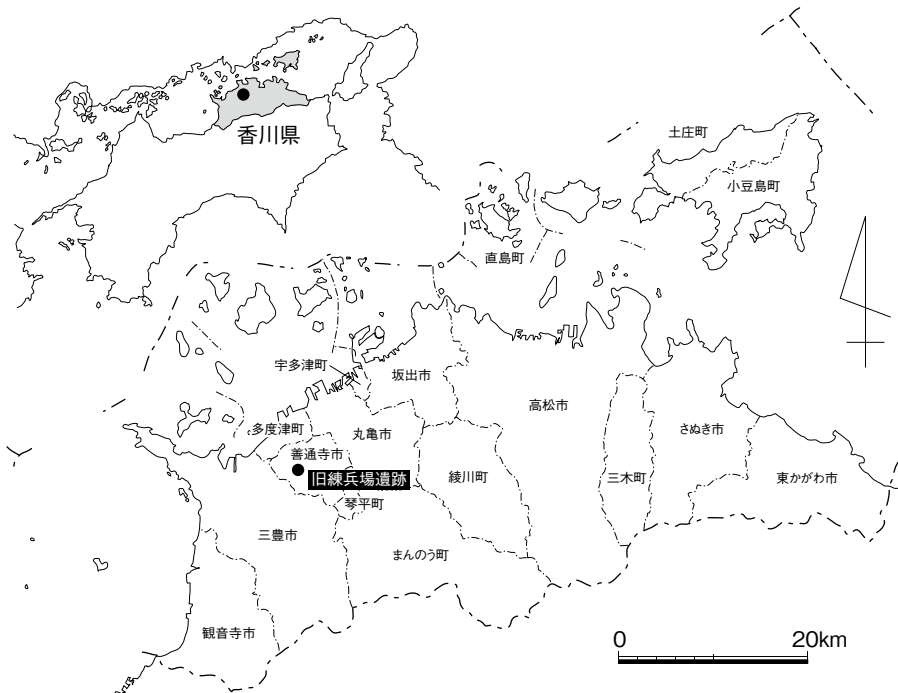 香川県
土庄町
小豆島町
直島町
宇多津町
坂出市
高松市
多度津町
丸亀市
さぬき市
善通寺市
旧練兵場遺跡
綾川町
三木町
東かがわ市
琴平町
三豊市
まんのう町
観音寺市
0 20km